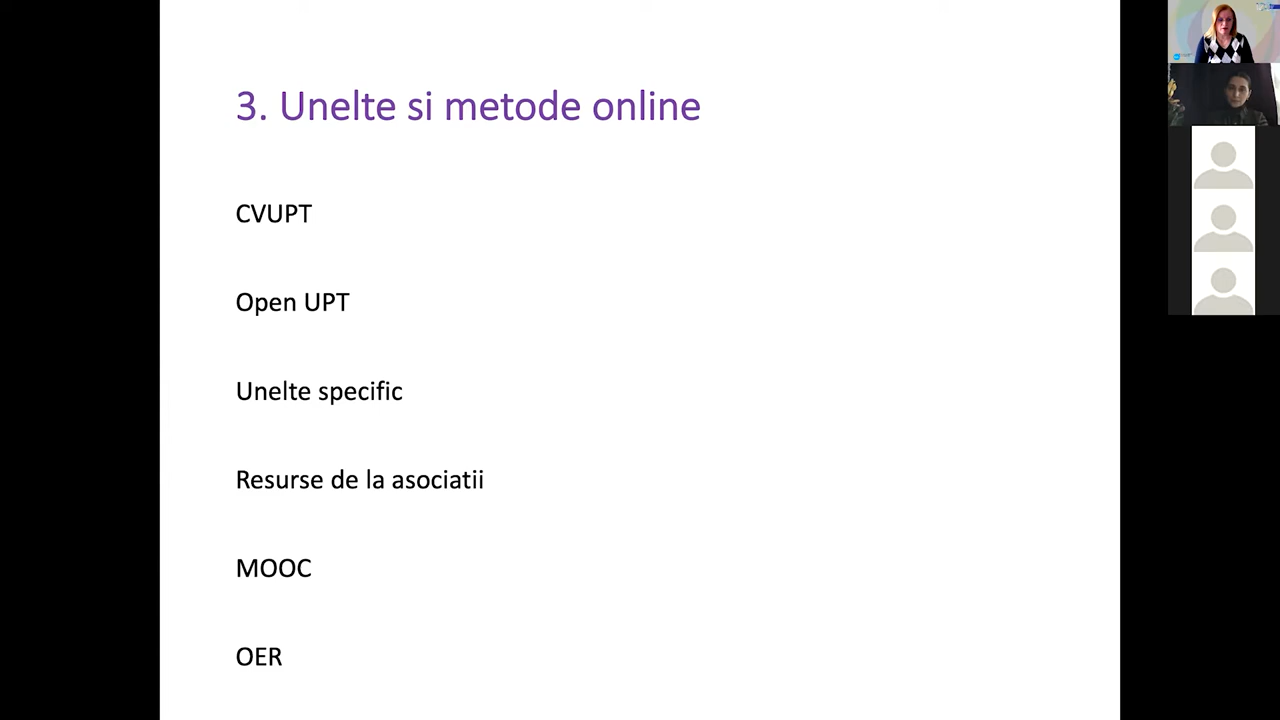 3. Unelte si metode online
CVUPT
Open UPT
Unelte specific
Resurse de la asociatii
MOOC
OER